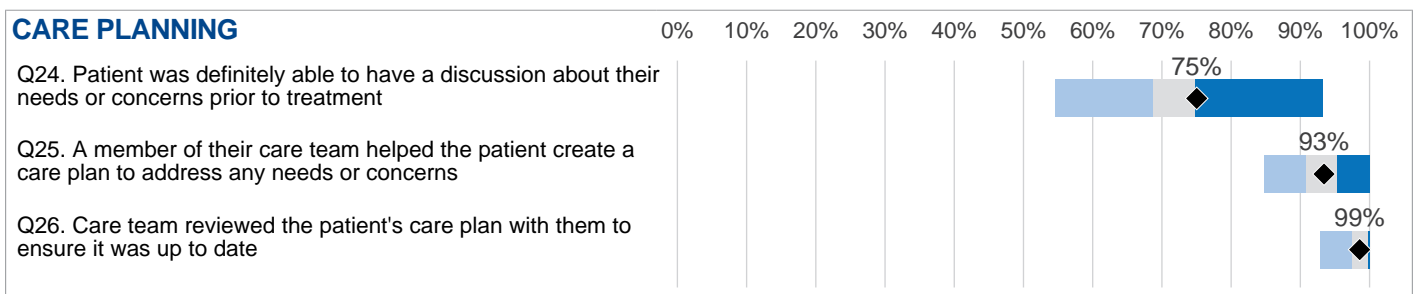 CARE PLANNING
0% 10% 20% 30% 40% 50% 60% 70% 80% 90% 100%
Q24. Patient was definitely able to have a discussion about their
needs or concerns prior to treatment
75%
Q25. A member of their care team helped the patient create a
care plan to address any needs or concerns
93%
Q26. Care team reviewed the patient's care plan with them to
ensure it was up to date
99%